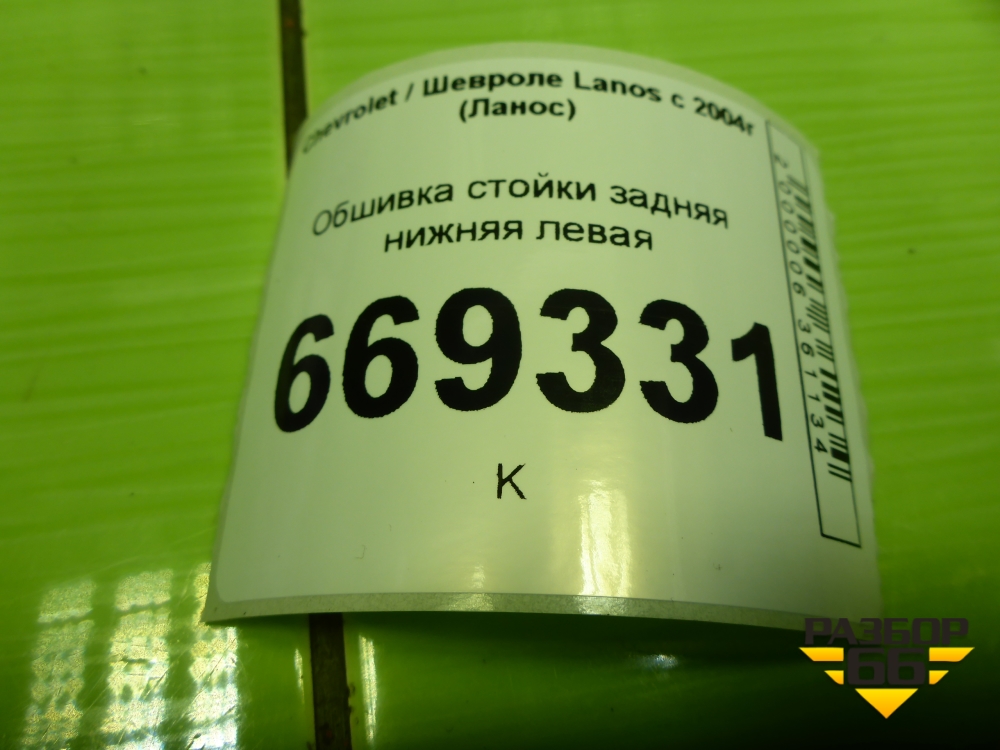 Chevrolet / Шевроле Lanos с 2004г
(Ланос)
Обшивка стойки задняя
нижняя левая
669331
К
2000006361134
РАЗБОР
66